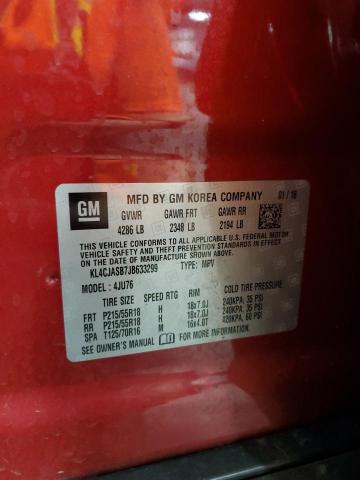 GM
MFD BY GM KOREA COMPANY 01 / 18
GVWR GAWR FRT GAWR RR
4286 LB 2348 LB 2194 LB
THIS VEHICLE CONFORMS TO ALL APPLICABLE U.S. FEDERAL MOTOR
VEHICLE SAFETY, BUMPER, AND THEFT PREVENTION STANDARDS IN
EFFECT ON THE DATE OF MANUFACTURE SHOWN ABOVE.
KL4CJASB7JB633299 TYPE: MPV
MODEL: 4JU76
TIRE SIZE SPEED RTG RIM COLD TIRE PRESSURE
FRT P215/55R18 H 18x7.0J 240KPA, 35 PSI
RR P215/55R18 H 18x7.0J 240KPA, 35 PSI
SPA T125/70R16 M 16x4.0T 420KPA, 60 PSI
SEE OWNER'S MANUAL FOR MORE INFORMATION